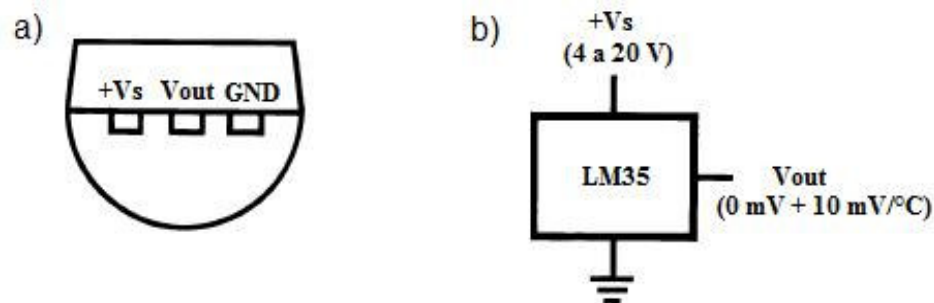 a)
+Vs Vout GND
b)
+Vs
(4 a 20 V)
LM35
Vout
(0 mV + 10 mV/°C)